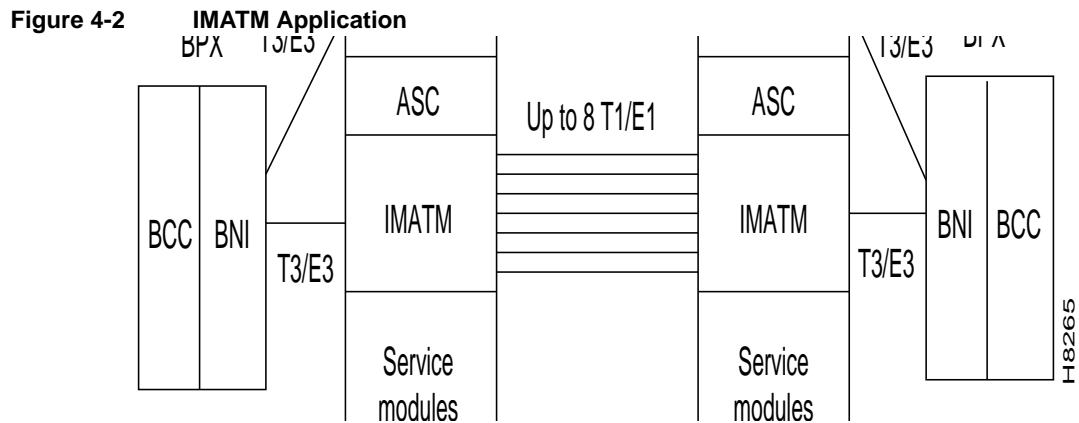 Figure 4-2 IMATM Application
BPX T3/E3 T3/E3 BPX
ASC Up to 8 T1/E1 ASC
BCC BNI IMATM IMATM BNI BCC
T3/E3 T3/E3
H8265
Service modules
Service modules